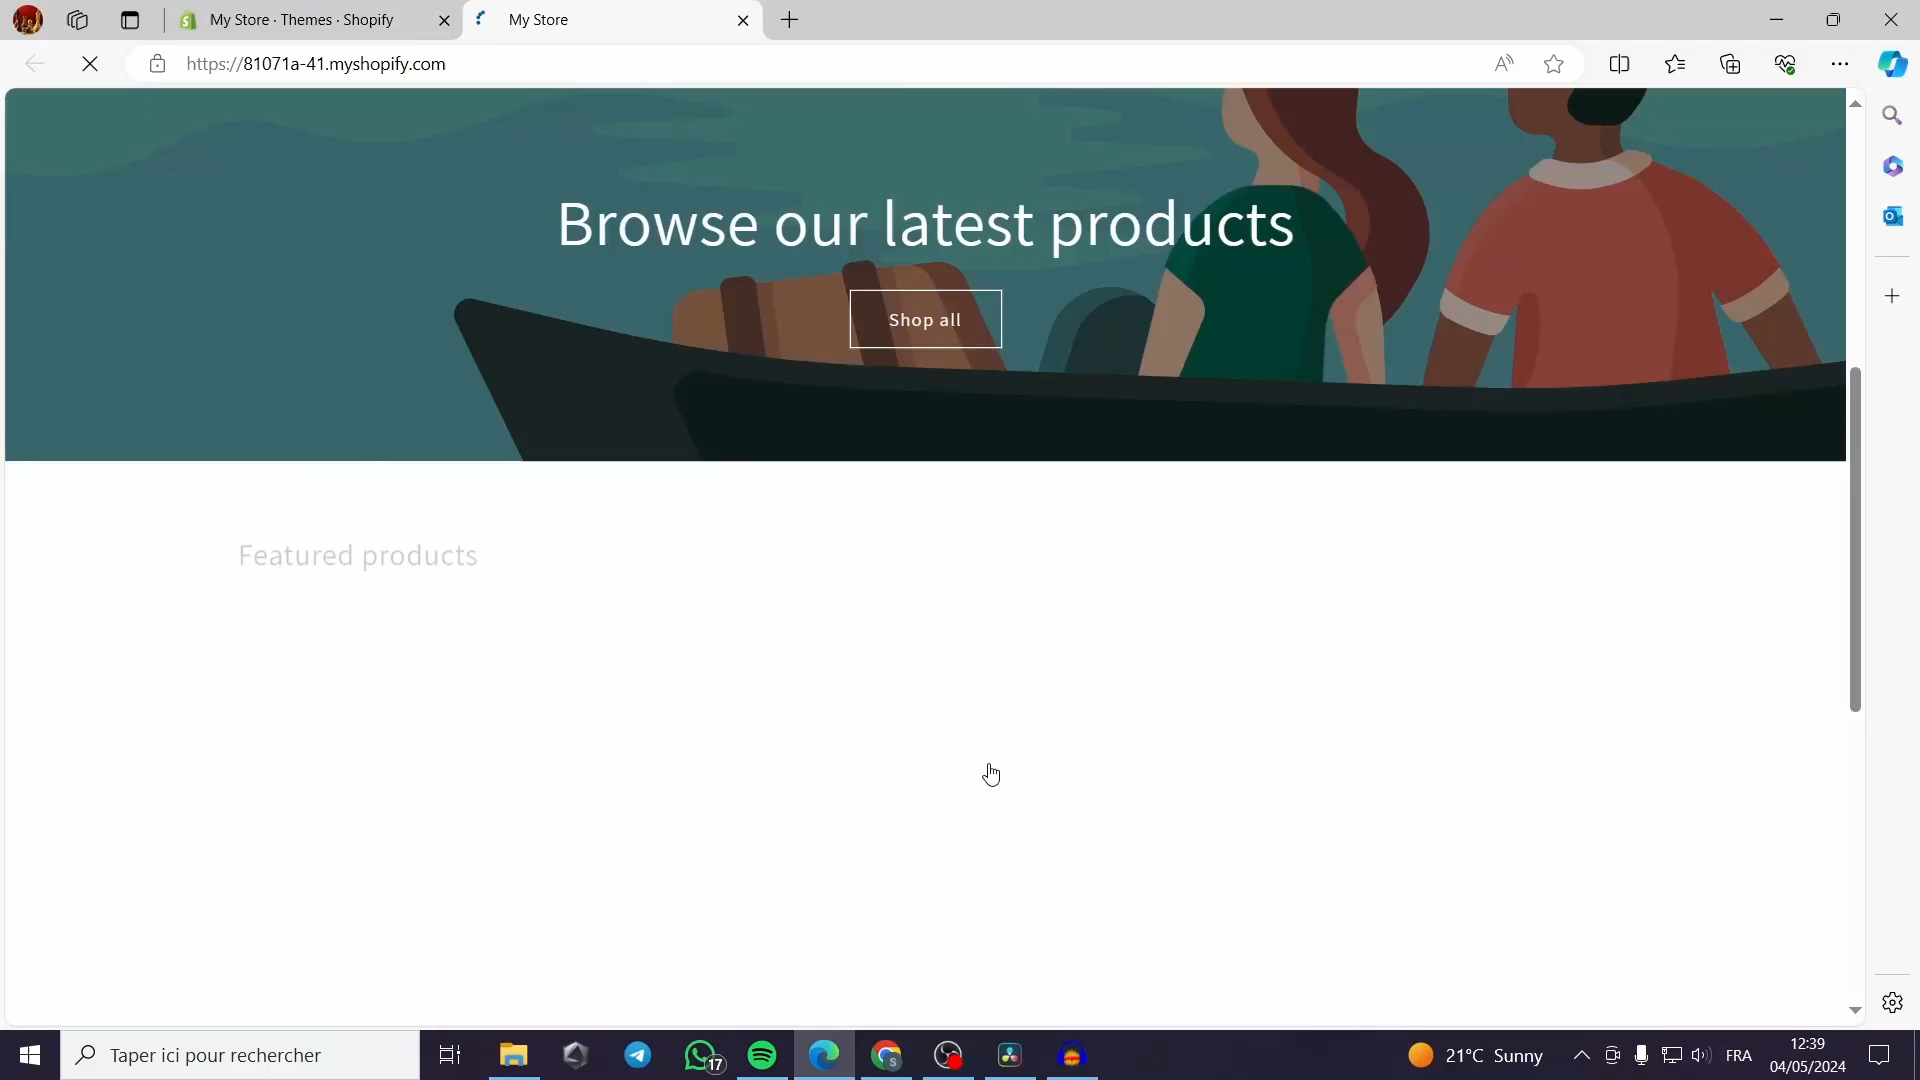 My Store · Themes · Shopify
My Store
https://81071a-41.myshopify.com
Browse our latest products
Shop all
Featured products
Taper ici pour rechercher
17
S
21°C Sunny
FRA
12:39
04/05/2024